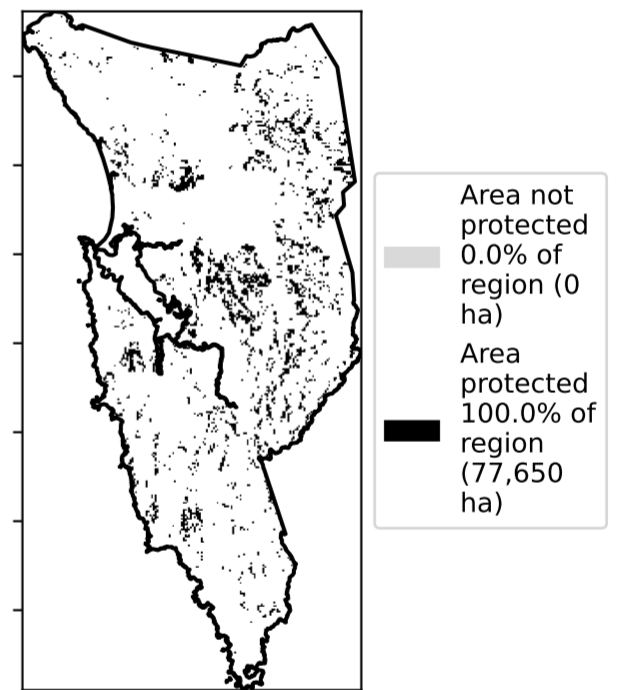 Area not
protected
0.0% of
region (0
ha)
Area
protected
100.0% of
region
(77,650
ha)